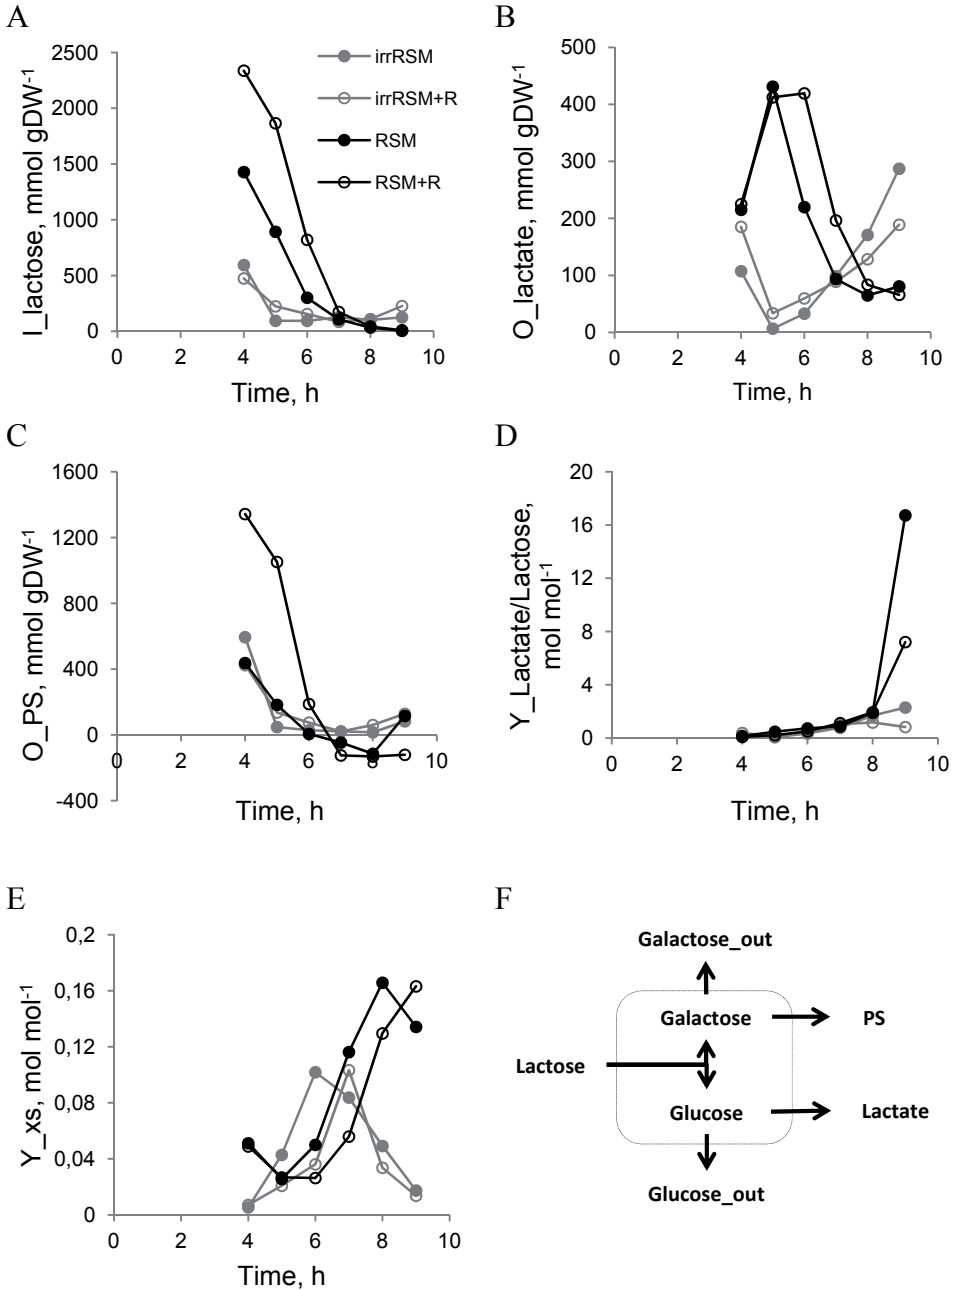 A
I_lactose, mmol gDW-1
2500
2000
1500
1000
500
0
0 2 4 6 8 10
Time, h
irrRSM
irrRSM+R
RSM
RSM+R
B
O_lactate, mmol gDW-1
500
400
300
200
100
0
0 2 4 6 8 10
Time, h
C
O_PS, mmol gDW-1
1600
1200
800
400
0
-400
0 2 4 6 8 10
Time, h
D
Y_Lactate/Lactose,
mol mol-1
20
16
12
8
4
0
0 2 4 6 8 10
Time, h
E
Y_xs, mol mol-1
0,2
0,16
0,12
0,08
0,04
0
0 2 4 6 8 10
Time, h
F
Galactose_out
Galactose PS
Lactose
Glucose Lactate
Glucose_out